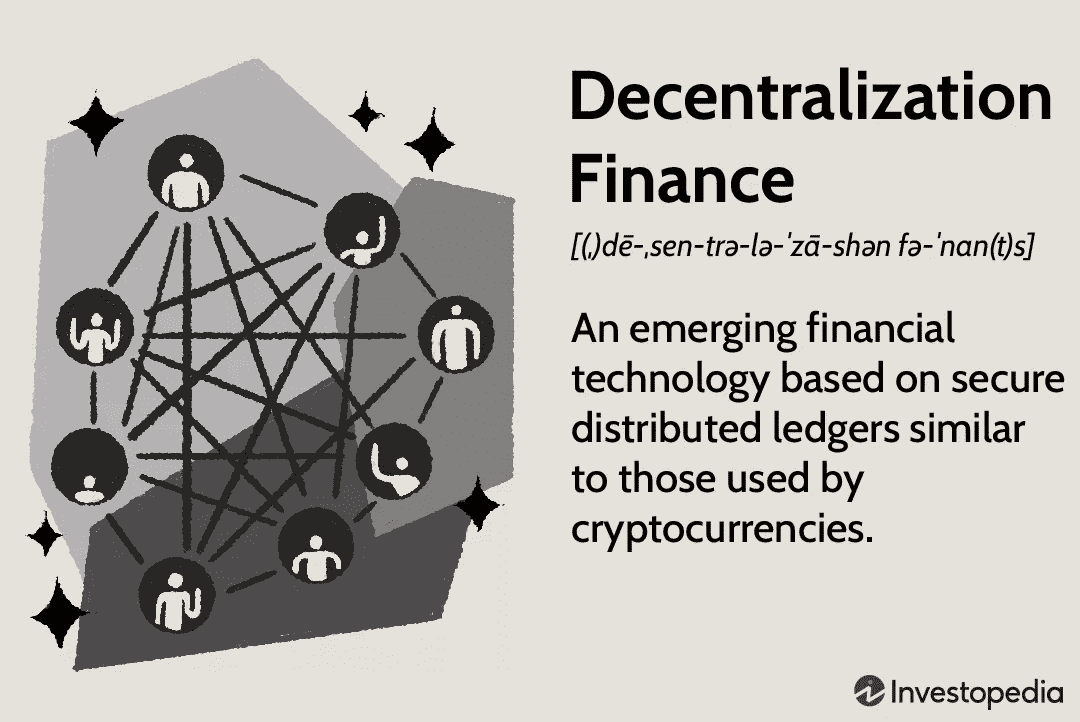 Decentralization
Finance
[(ˌ)dē-ˌsen-trə-lə-ˈzā-shən fə-ˈnan(t)s]
An emerging financial
technology based on secure
distributed ledgers similar
to those used by
cryptocurrencies.
Investopedia